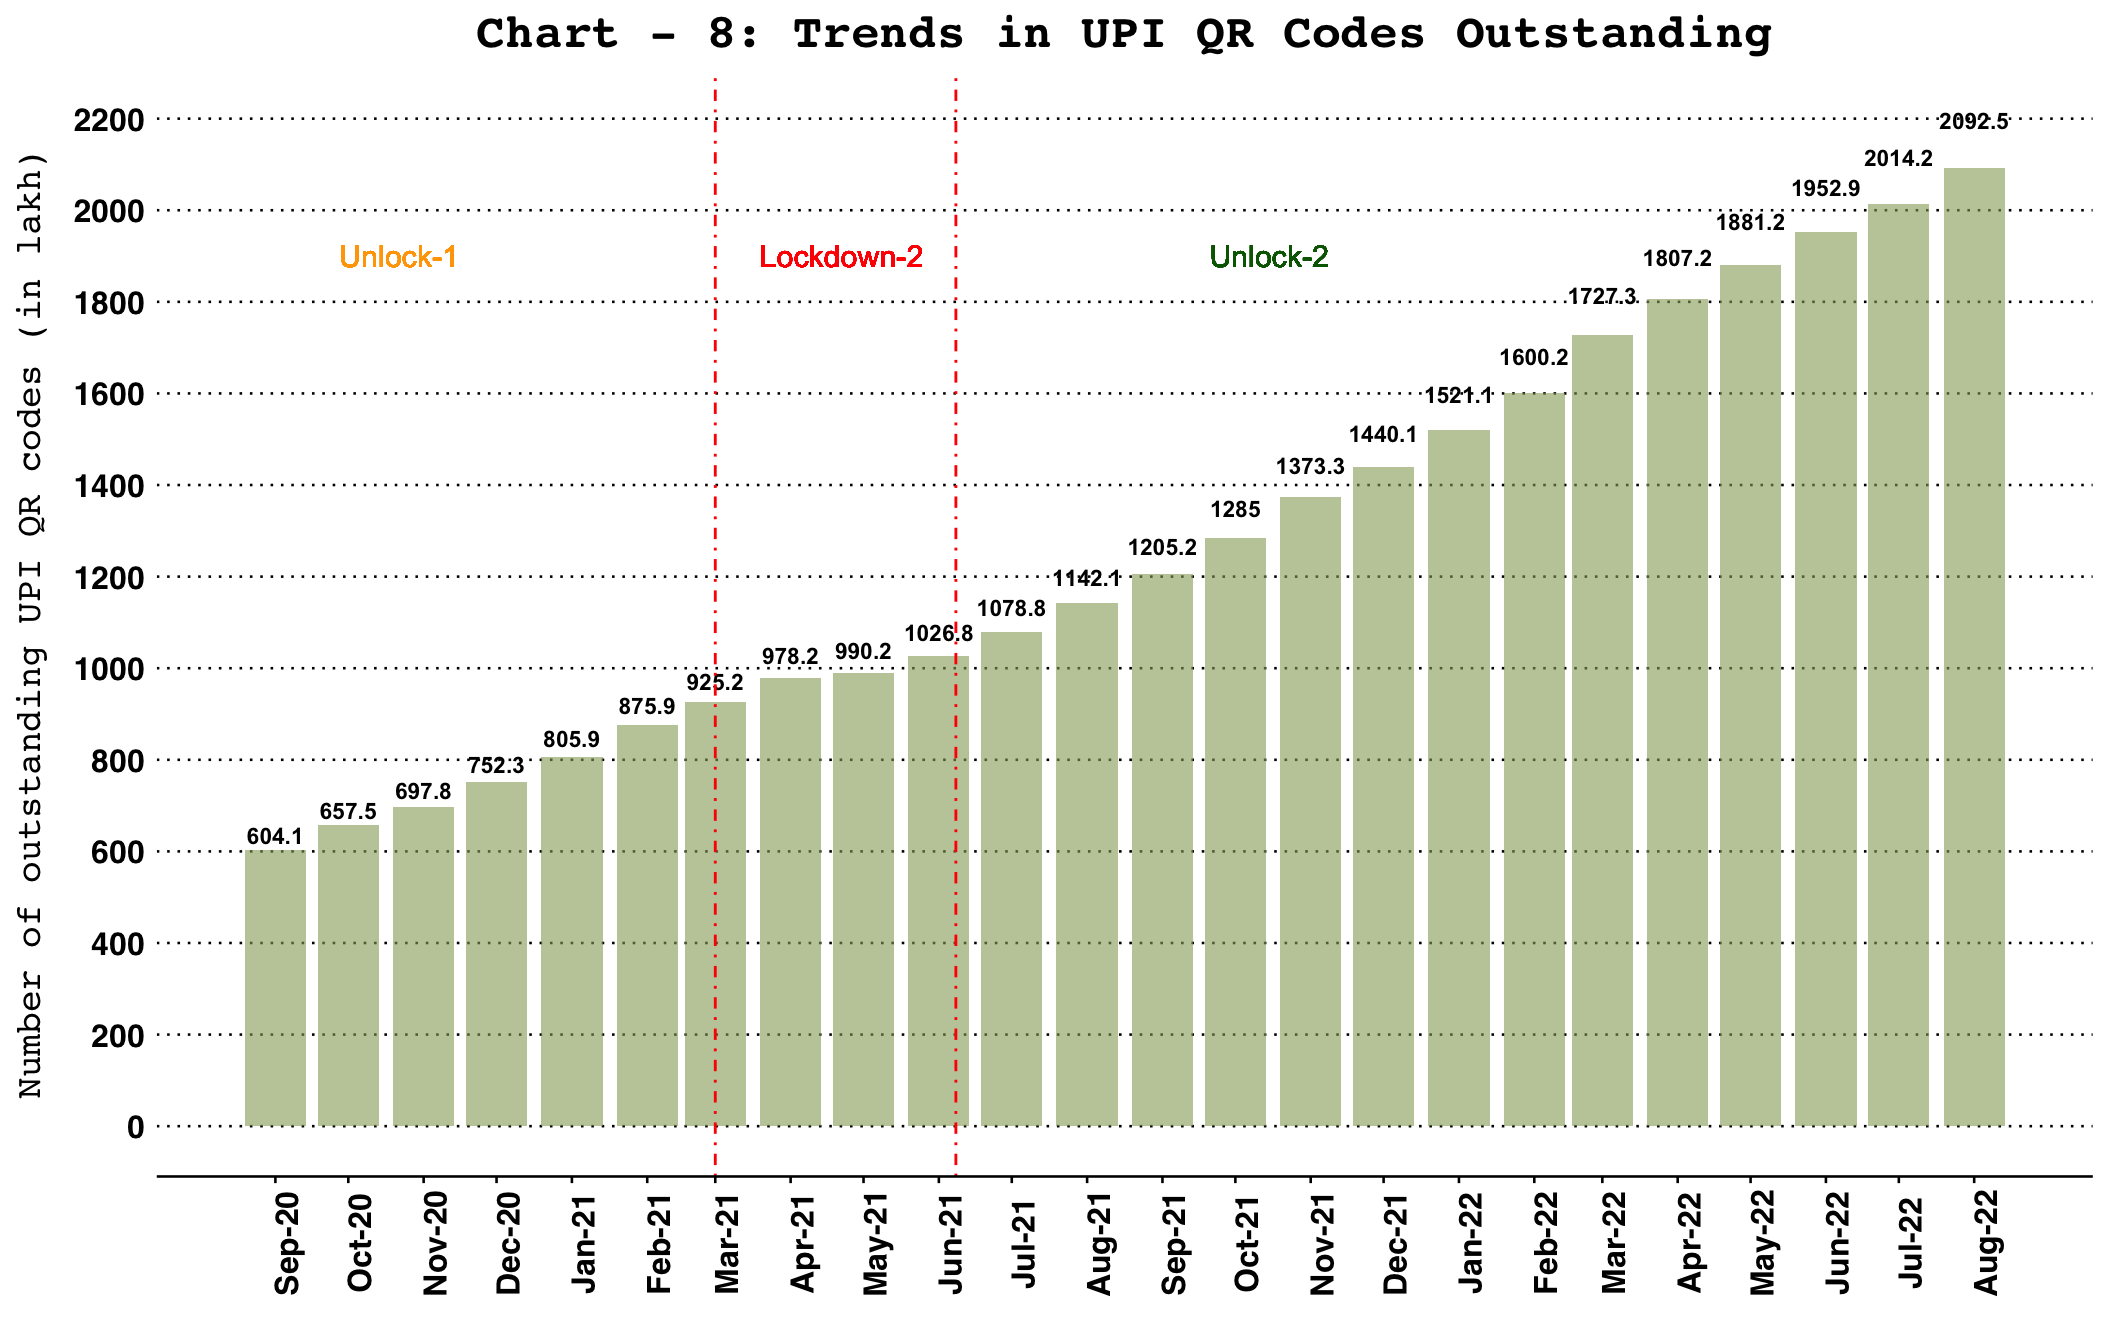 Chart - 8: Trends in UPI QR Codes Outstanding
Number of outstanding UPI QR codes (in lakh)
2200
2000
1800
1600
1400
1200
1000
800
600
400
200
0
Unlock-1
Lockdown-2
Unlock-2
604.1
657.5
697.8
752.3
805.9
875.9
925.2
978.2
990.2
1026.8
1078.8
1142.1
1205.2
1285
1373.3
1440.1
1521.1
1600.2
1727.3
1807.2
1881.2
1952.9
2014.2
2092.5
Sep-20
Oct-20
Nov-20
Dec-20
Jan-21
Feb-21
Mar-21
Apr-21
May-21
Jun-21
Jul-21
Aug-21
Sep-21
Oct-21
Nov-21
Dec-21
Jan-22
Feb-22
Mar-22
Apr-22
May-22
Jun-22
Jul-22
Aug-22